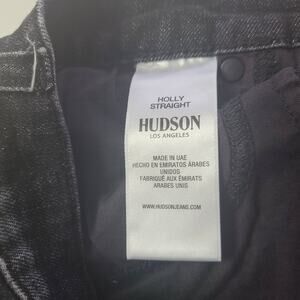 HOLLY
STRAIGHT
HUDSON
LOS ANGELES
MADE IN UAE
HECHO EN EMIRATOS ÁRABES
UNIDOS
FABRIQUÉ AUX ÉMIRATS
ARABES UNIS
WWW.HUDSONJEANS.COM